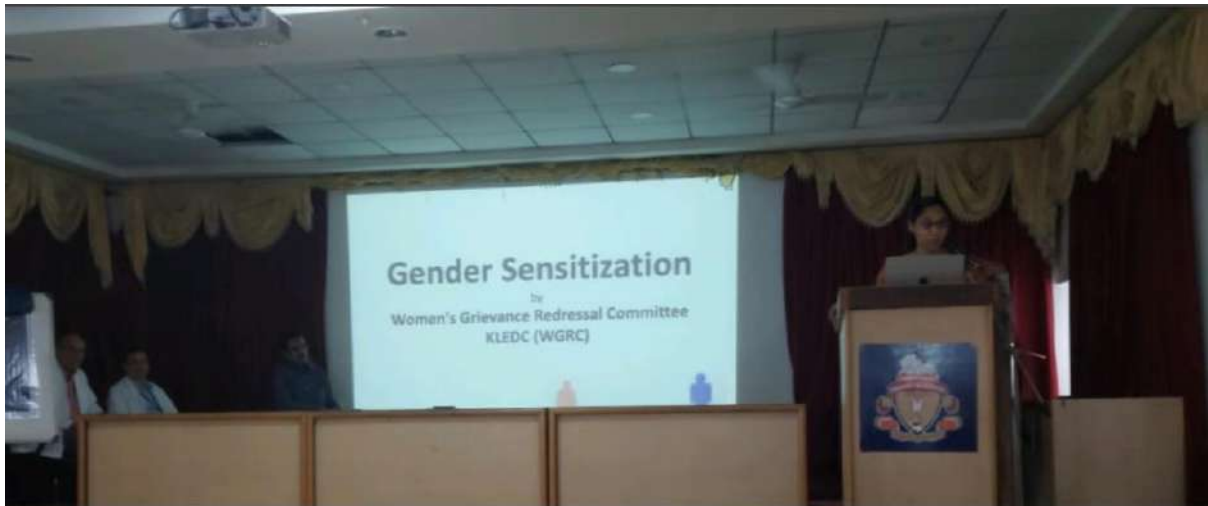 Gender Sensitization
by
Women's Grievance Redressal Committee
KLEDC (WGRC)